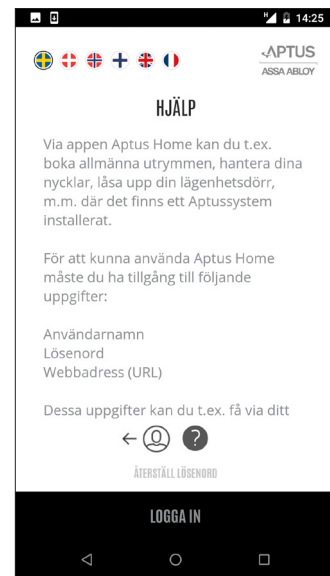 H 14:25
APTUS
ASSA ABLOY
HJÄLP
Via appen Aptus Home kan du t.ex.
boka allmänna utrymmen, hantera dina
nycklar, låsa upp din lägenhetsdörr,
m.m. där det finns ett Aptussystem
installerat.
För att kunna använda Aptus Home
måste du ha tillgång till följande
uppgifter:
Användarnamn
Lösenord
Webbadress (URL)
Dessa uppgifter kan du t.ex. få via ditt
?
ÅTERSTÄLL LÖSENORD
LOGGA IN